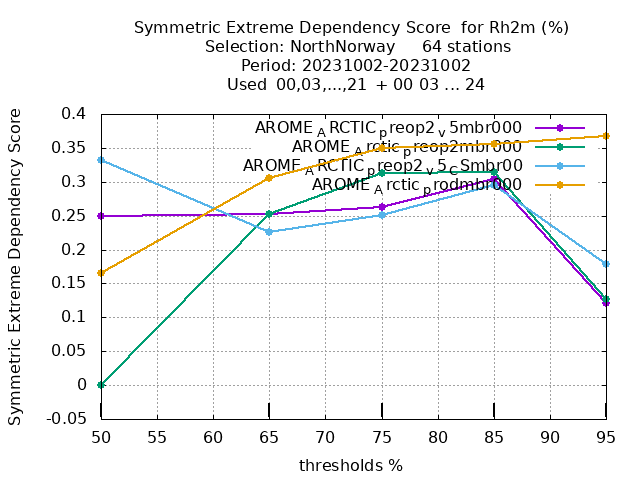 Symmetric Extreme Dependency Score for Rh2m (%)
Selection: NorthNorway 64 stations
Period: 20231002-20231002
Used 00,03,...,21 + 00 03 ... 24
Symmetric Extreme Dependency Score
0.4
0.35
0.3
0.25
0.2
0.15
0.1
0.05
0
-0.05
AROME_ARCTIC_preop2_v5mbr000
AROME_Arctic_preop2mbr000
AROME_ARCTIC_preop2_v5_CSmbr00
AROME_Arctic_prodmbr000
50 55 60 65 70 75 80 85 90 95
thresholds %